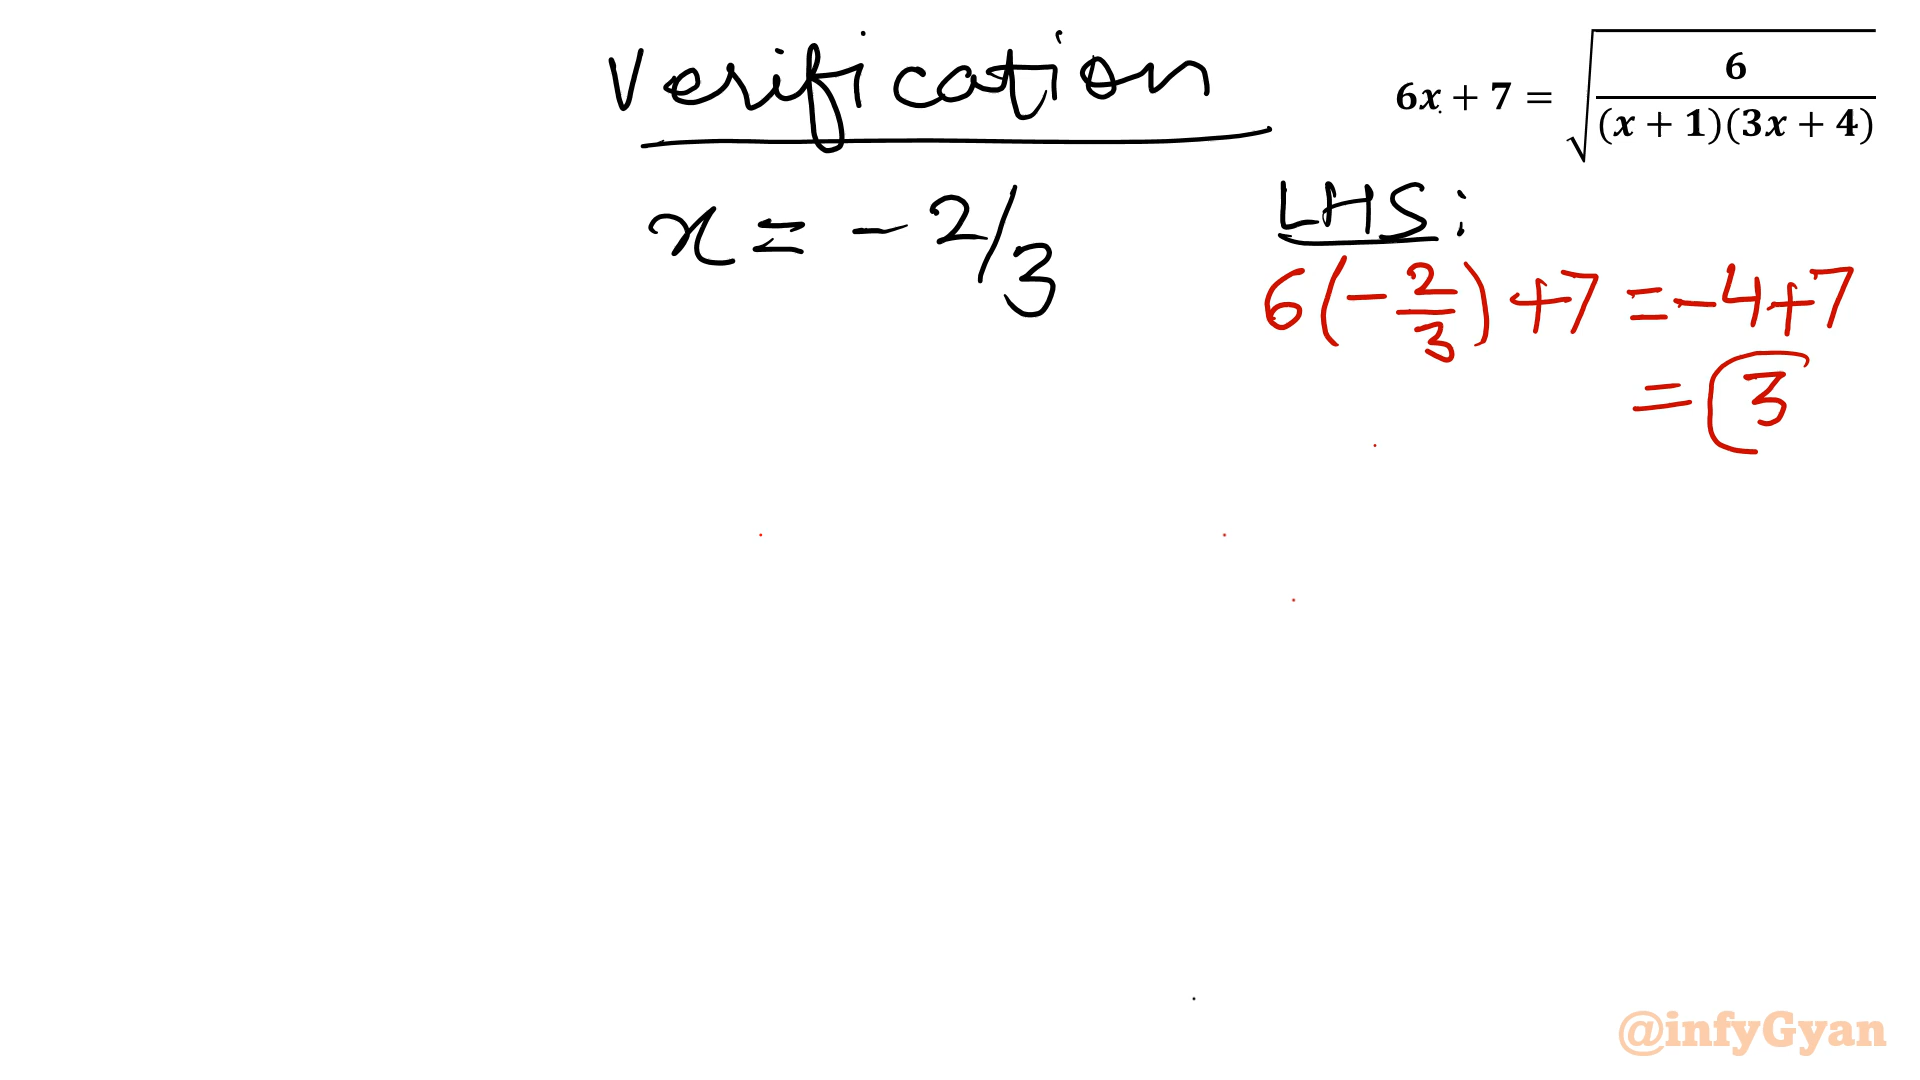 Verification
6x + 7 = √(6/((x + 1)(3x + 4)))
x = -2/3
LHS:
6(-2/3) + 7 = -4+7
= 3
@infyGyan